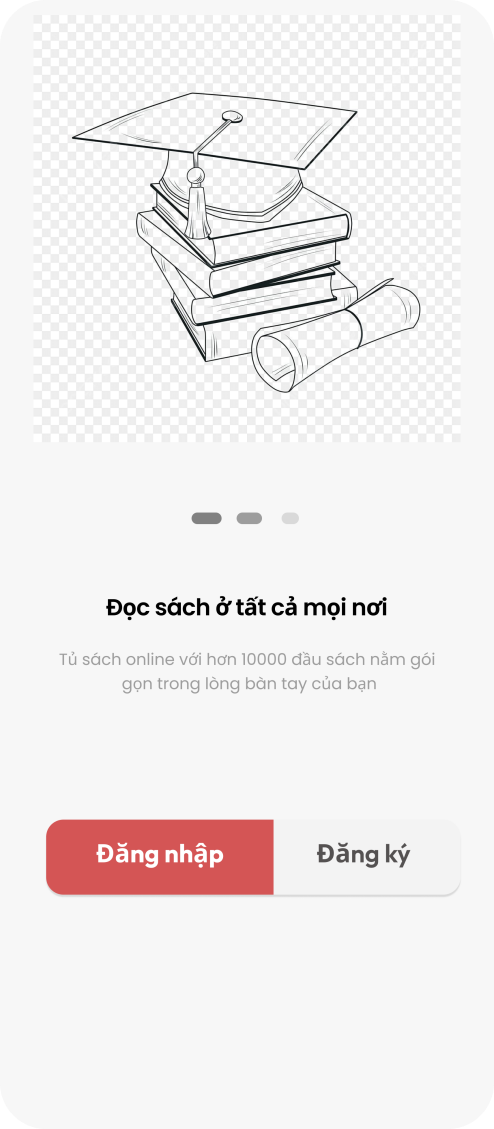 Đọc sách ở tất cả mọi nơi
Tủ sách online với hơn 10000 đầu sách nằm gói
gọn trong lòng bàn tay của bạn
Đăng nhập
Đăng ký